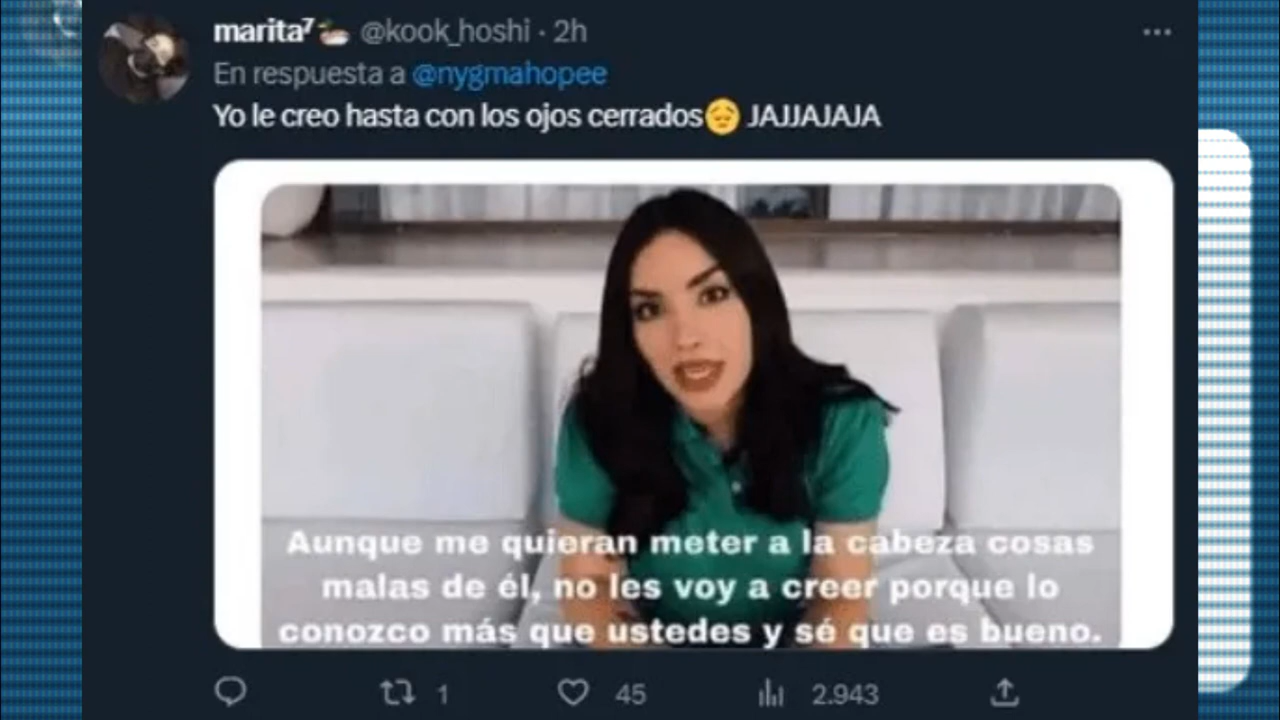 marita⁷ @kook_hoshi · 2h
En respuesta a @nygmahopee
Yo le creo hasta con los ojos cerrados😔 JAJJAJAJA
Aunque me quieran meter a la cabeza cosas
malas de él, no les voy a creer porque lo
conozco más que ustedes y sé que es bueno.
1 45 2.943